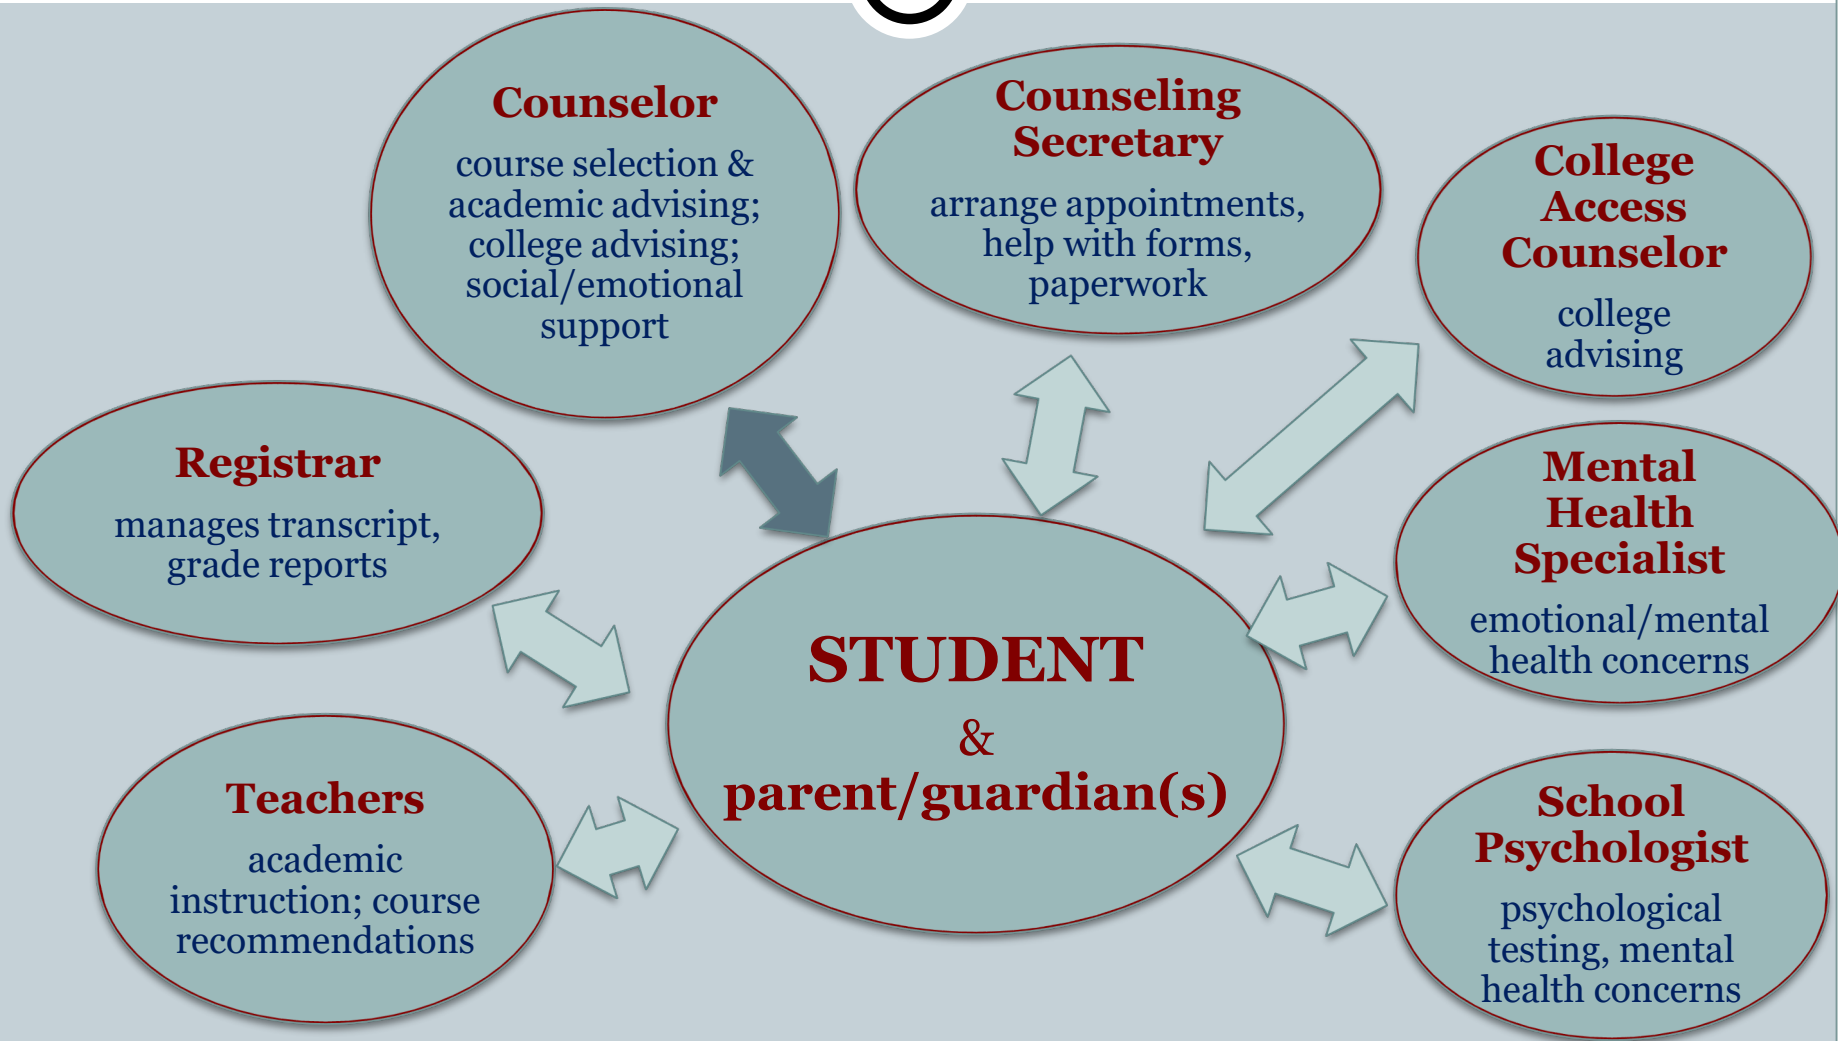 Counselor
course selection &
academic advising;
college advising;
social/emotional
support
Counseling
Secretary
arrange appointments,
help with forms,
paperwork
College
Access
Counselor
college
advising
Registrar
manages transcript,
grade reports
Mental
Health
Specialist
emotional/mental
health concerns
STUDENT
&
parent/guardian(s)
Teachers
academic
instruction; course
recommendations
School
Psychologist
psychological
testing, mental
health concerns